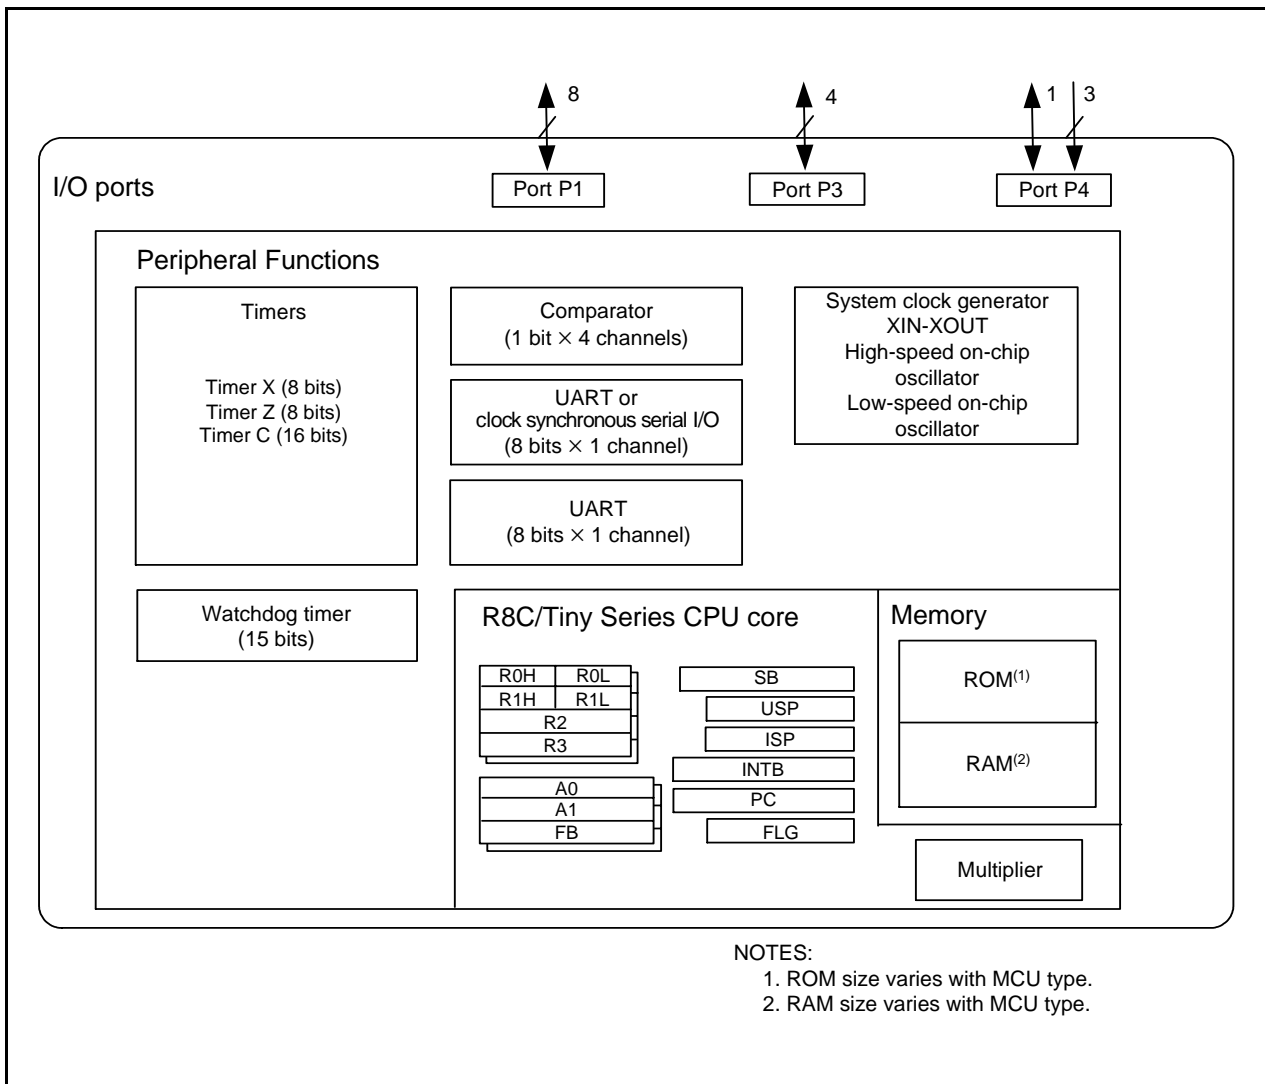 8
4
1
3
I/O ports
Port P1
Port P3
Port P4
Peripheral Functions
Timers
Timer X (8 bits)
Timer Z (8 bits)
Timer C (16 bits)
Comparator
(1 bit × 4 channels)
UART or
clock synchronous serial I/O
(8 bits × 1 channel)
UART
(8 bits × 1 channel)
System clock generator
XIN-XOUT
High-speed on-chip
oscillator
Low-speed on-chip
oscillator
Watchdog timer
(15 bits)
R8C/Tiny Series CPU core
R0H
R0L
R1H
R1L
R2
R3
A0
A1
FB
SB
USP
ISP
INTB
PC
FLG
Memory
ROM(1)
RAM(2)
Multiplier
NOTES:
1. ROM size varies with MCU type.
2. RAM size varies with MCU type.